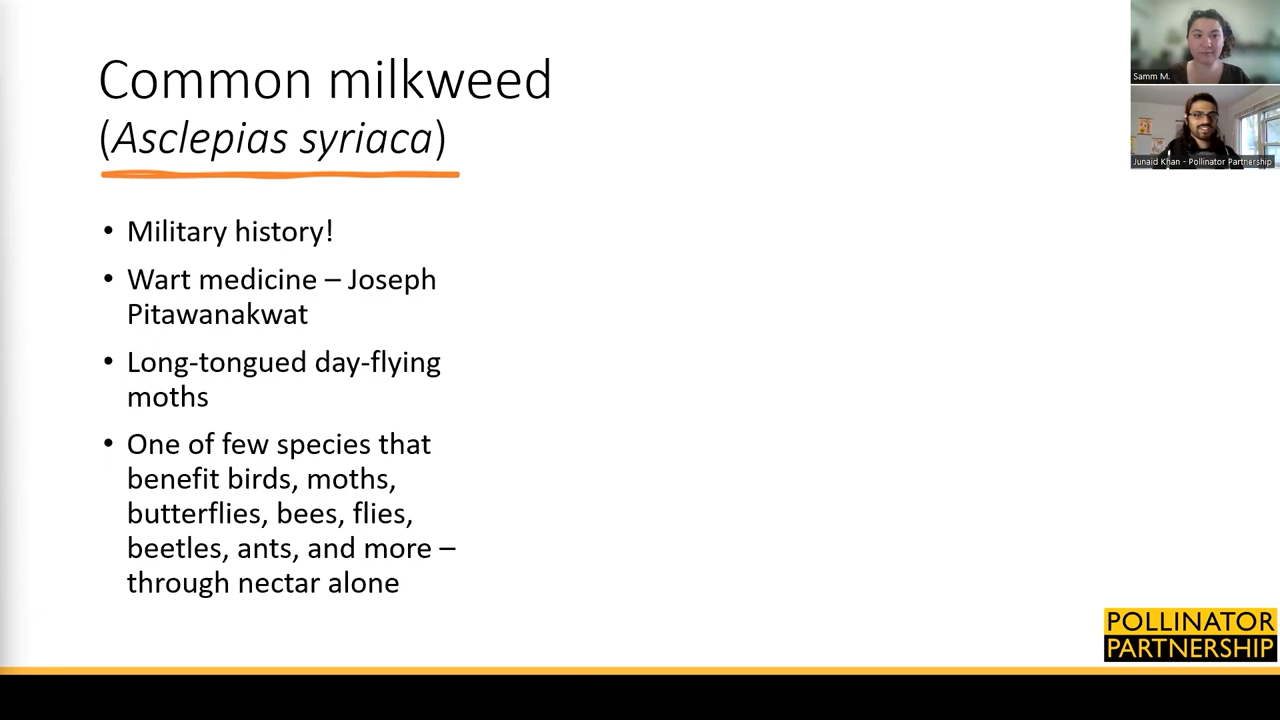 Common milkweed
(Asclepias syriaca)
• Military history!
• Wart medicine – Joseph
Pitawanakwat
• Long-tongued day-flying
moths
• One of few species that
benefit birds, moths,
butterflies, bees, flies,
beetles, ants, and more –
through nectar alone
Samm M.
Junaid Khan - Pollinator Partnership
POLLINATOR
PARTNERSHIP